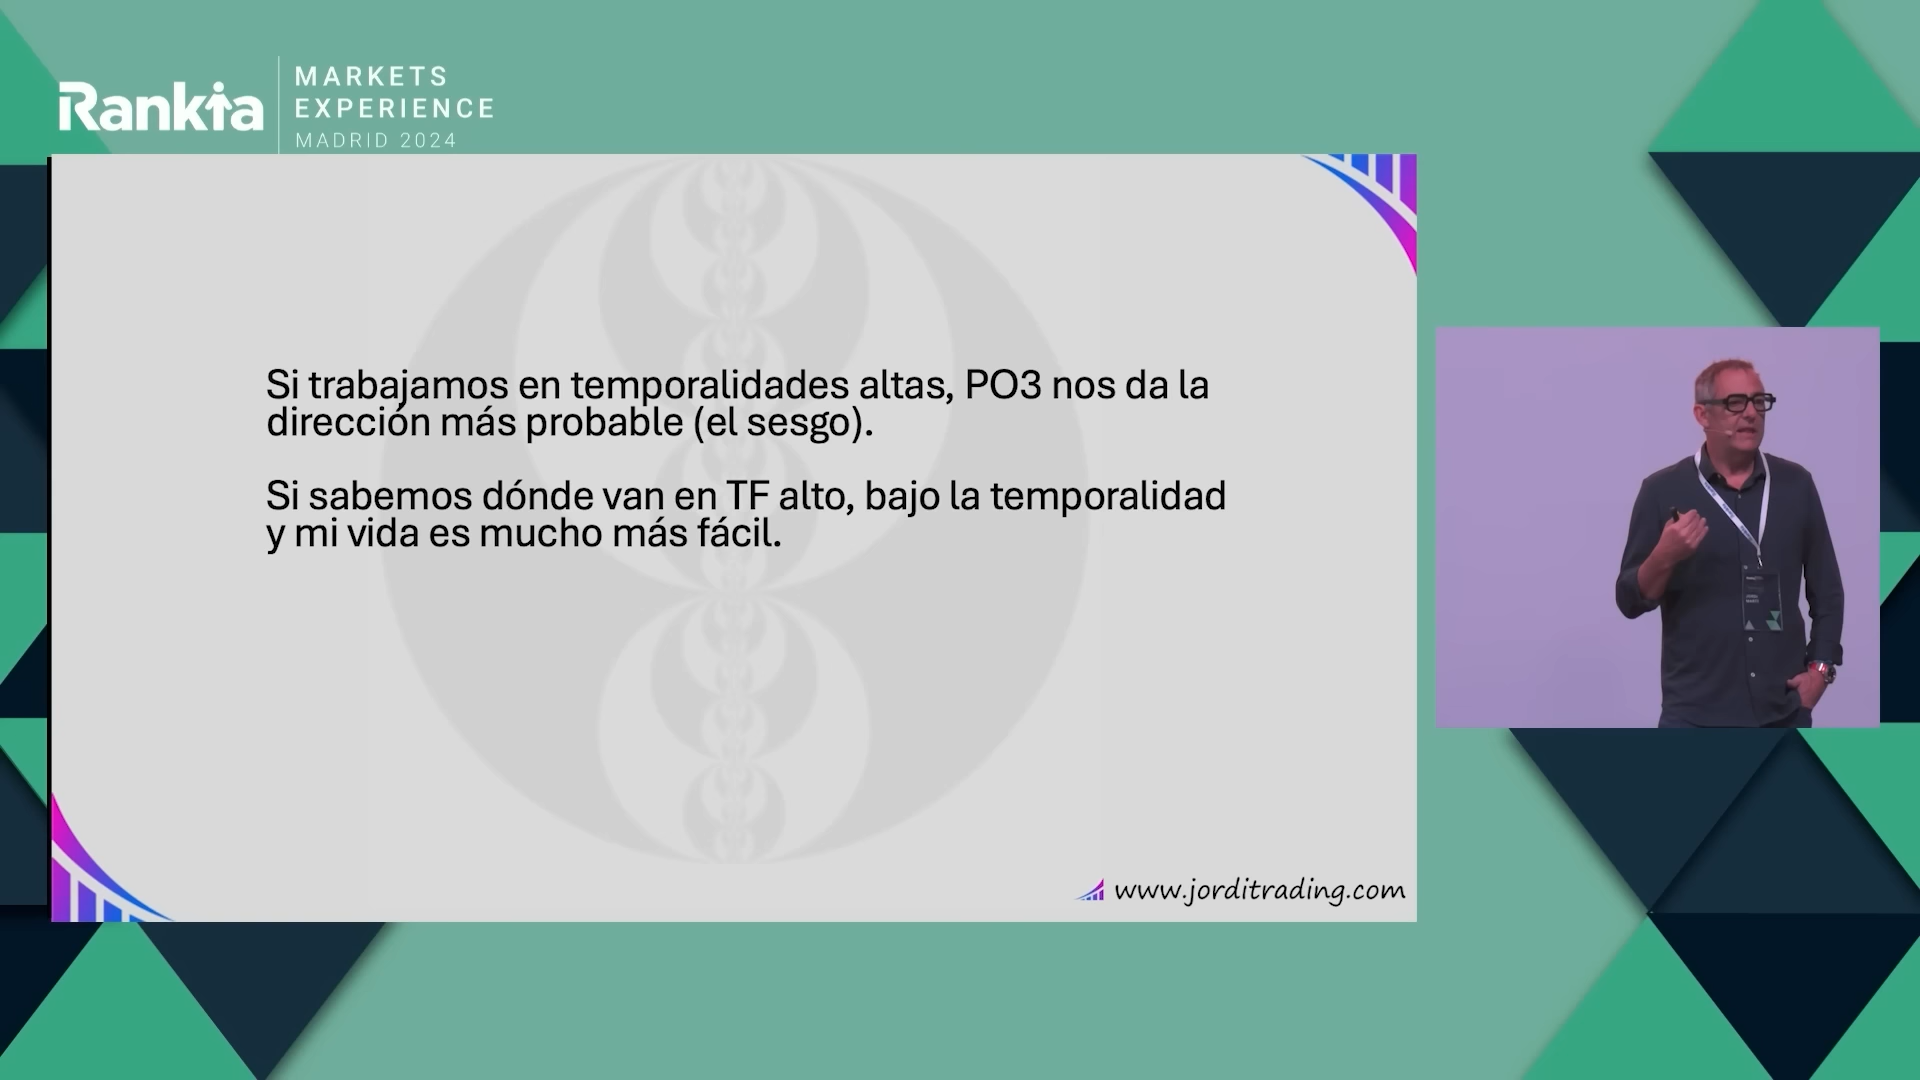 Rankia
MARKETS
EXPERIENCE
MADRID 2024
Si trabajamos en temporalidades altas, PO3 nos da la
dirección más probable (el sesgo).
Si sabemos dónde van en TF alto, bajo la temporalidad
y mi vida es mucho más fácil.
www.jorditrading.com